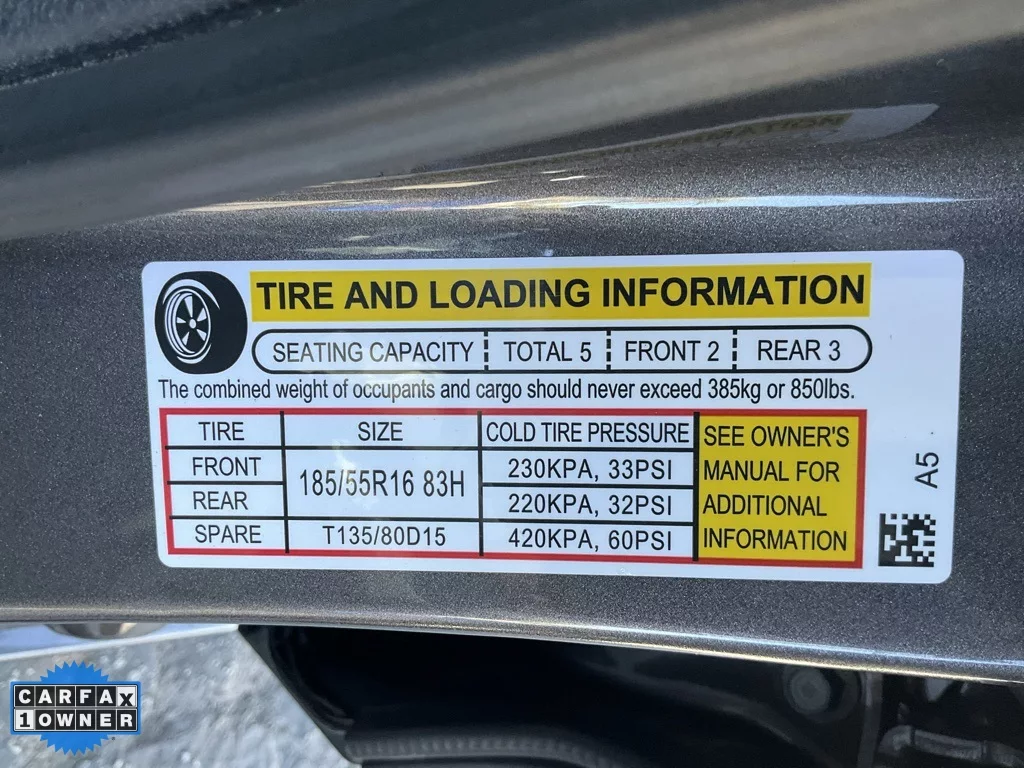 TIRE AND LOADING INFORMATION
SEATING CAPACITY TOTAL 5 FRONT 2 REAR 3
The combined weight of occupants and cargo should never exceed 385kg or 850lbs.
TIRE SIZE COLD TIRE PRESSURE
FRONT 185/55R16 83H 230KPA, 33PSI
REAR 220KPA, 32PSI
SPARE T135/80D15 420KPA, 60PSI
SEE OWNER'S
MANUAL FOR
ADDITIONAL
INFORMATION
A5
CARFAX
1 OWNER